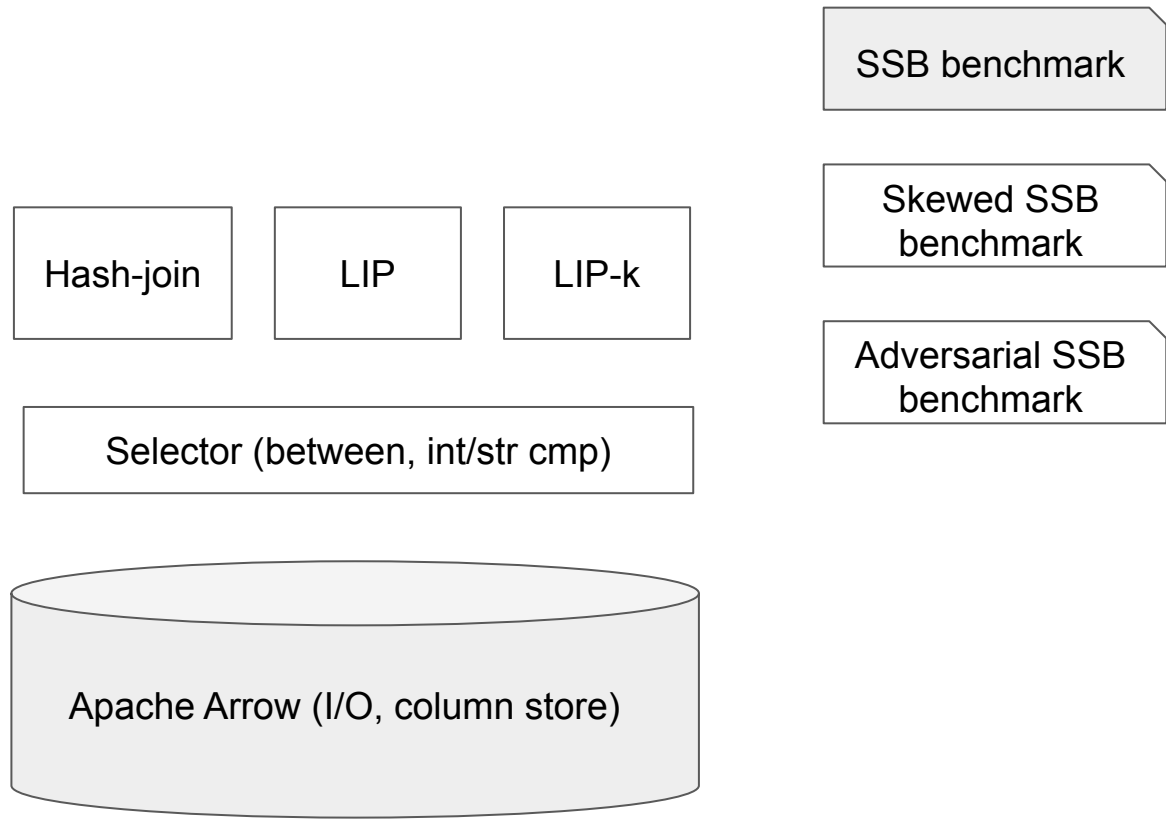 SSB benchmark
Skewed SSB
benchmark
Hash-join
LIP
LIP-k
Adversarial SSB
benchmark
Selector (between, int/str cmp)
Apache Arrow (I/O, column store)